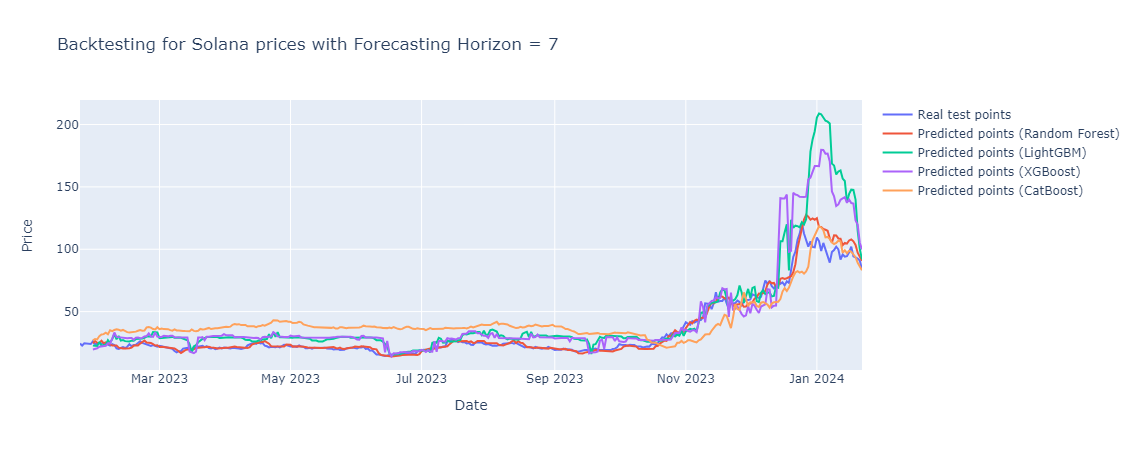 Backtesting for Solana prices with Forecasting Horizon = 7
200
150
100
50
Price
Mar 2023
May 2023
Jul 2023
Sep 2023
Nov 2023
Jan 2024
Date
Real test points
Predicted points (Random Forest)
Predicted points (LightGBM)
Predicted points (XGBoost)
Predicted points (CatBoost)